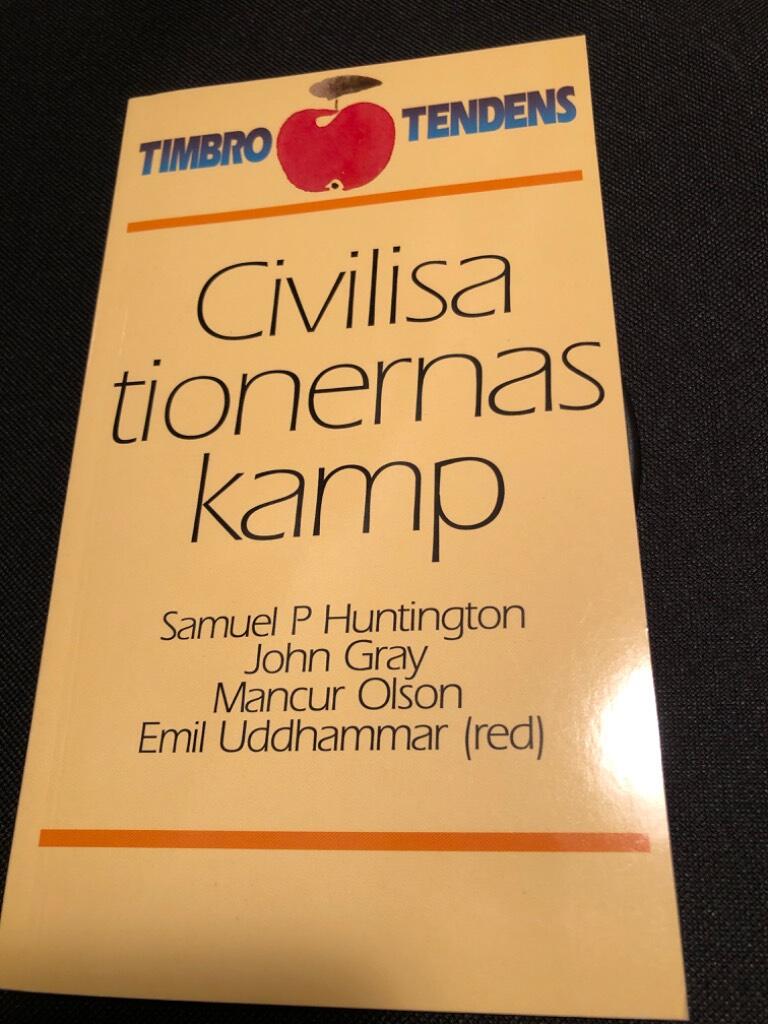 TIMBRO TENDENS
Civilisa
tionernas
kamp
Samuel P Huntington
John Gray
Mancur Olson
Emil Uddhammar (red)